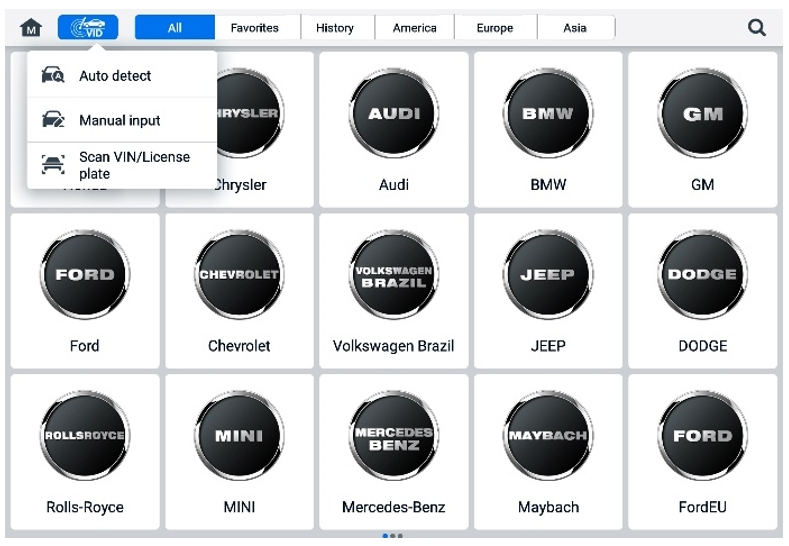 M
VID
All
Favorites
History
America
Europe
Asia
Auto detect
Manual input
Scan VIN/License
plate
HRYSLER
AUDI
BMW
GM
Chrysler
Audi
BMW
GM
FORD
CHEVROLET
VOLKSWAGEN
BRAZIL
JEEP
DODGE
Ford
Chevrolet
Volkswagen Brazil
JEEP
DODGE
ROLLSROYCE
MINI
MERCEDES
BENZ
MAYBACH
FORD
Rolls-Royce
MINI
Mercedes-Benz
Maybach
FordEU